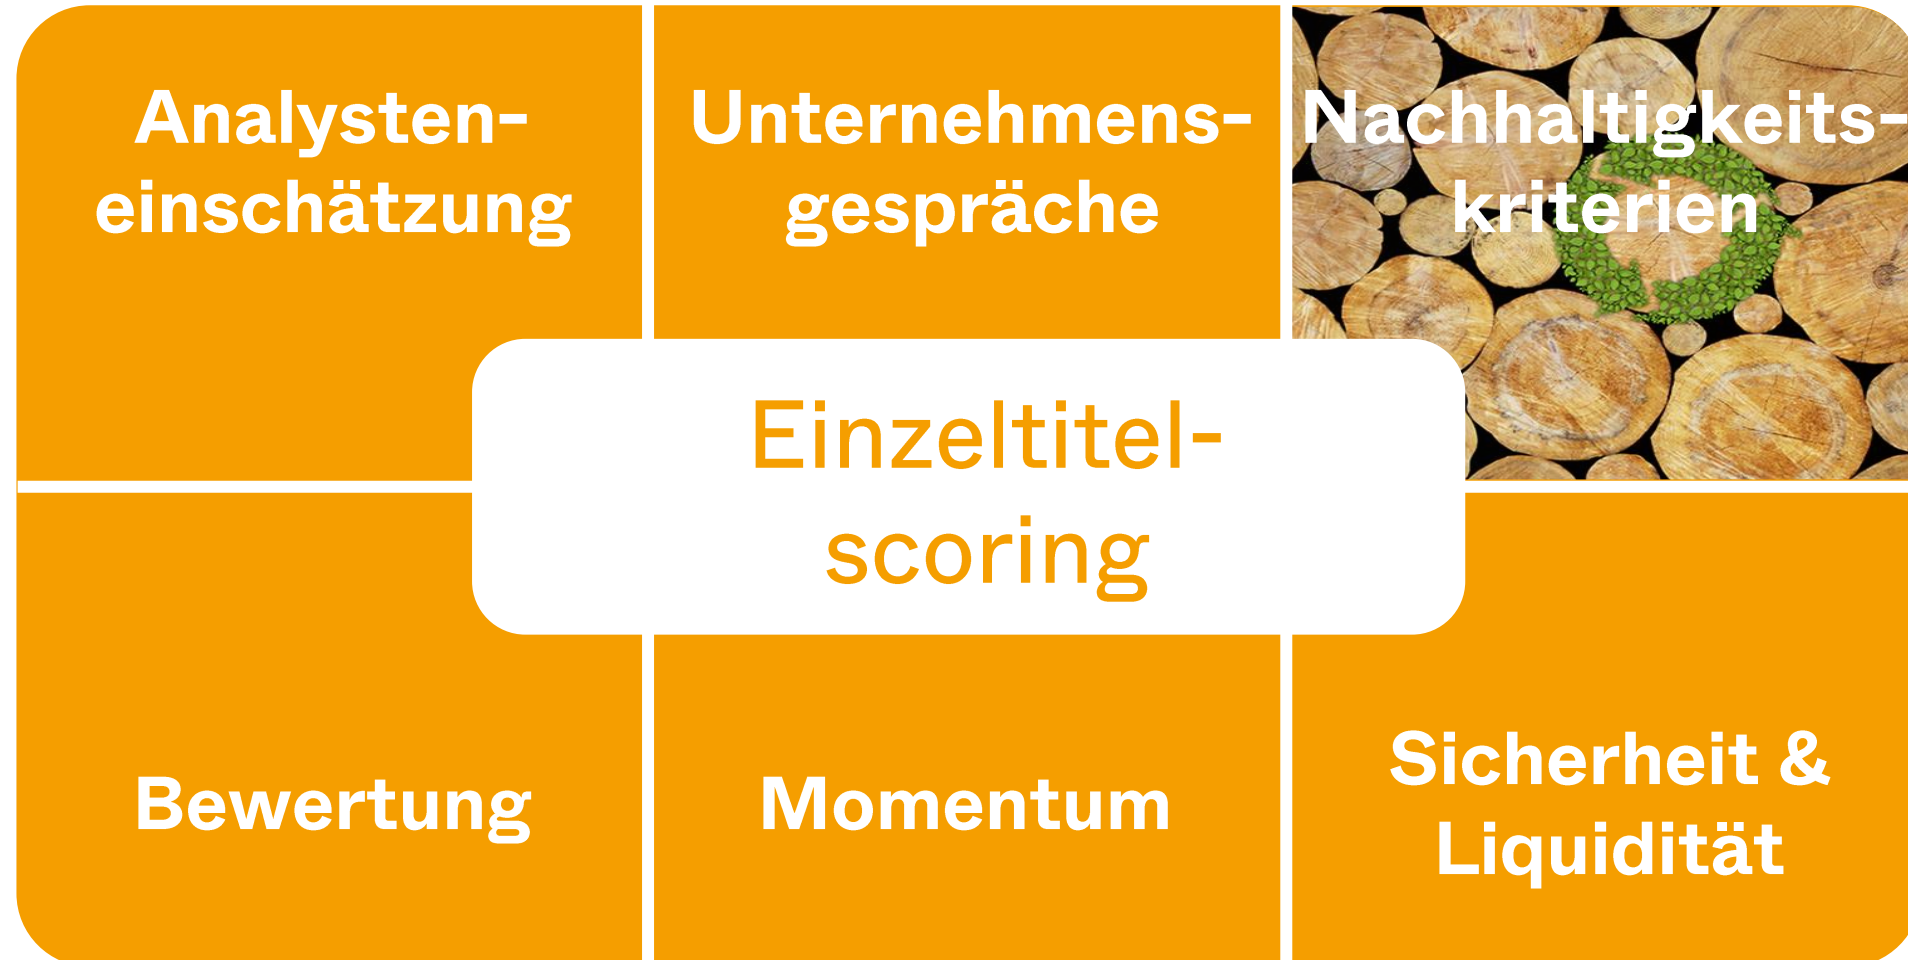 Analysten-
einschätzung
Unternehmens-
gespräche
Nachhaltigkeits-
kriterien
Einzeltitel-
scoring
Bewertung
Momentum
Sicherheit &
Liquidität